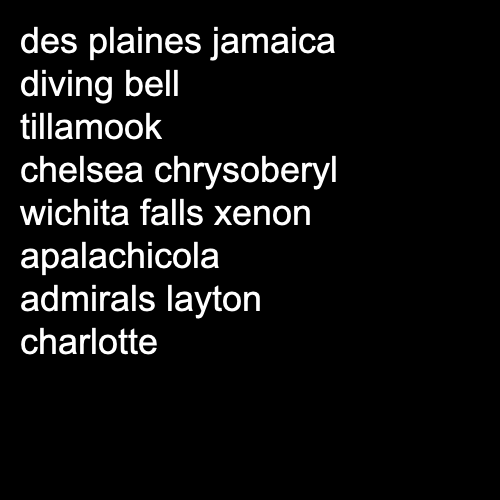 des plaines jamaica
diving bell
tillamook
chelsea chrysoberyl
wichita falls xenon
apalachicola
admirals layton
charlotte